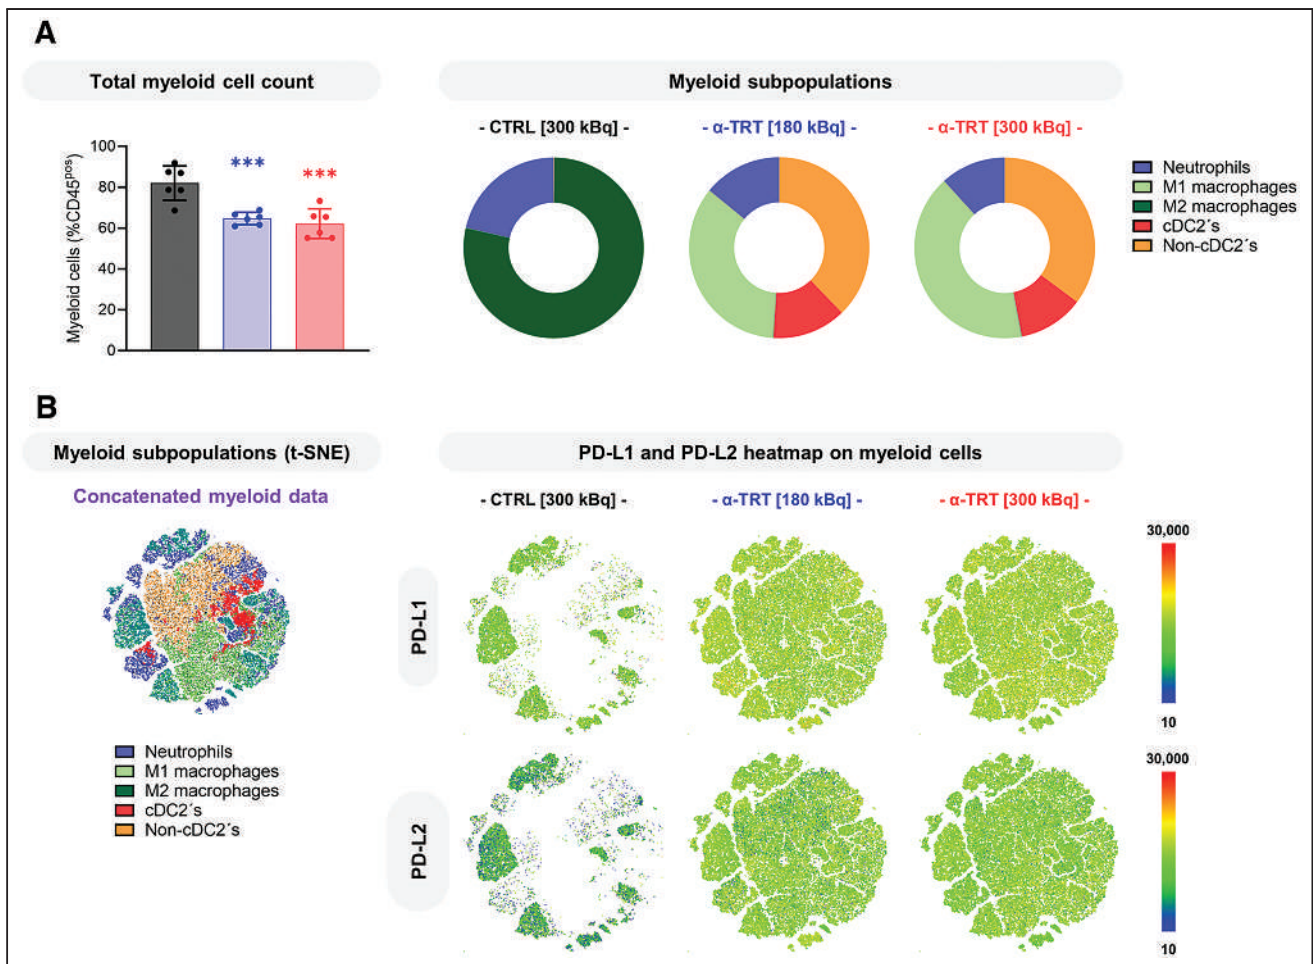 A
Total myeloid cell count
Myeloid subpopulations
- CTRL [300 kBq] -
- α-TRT [180 kBq] -
- α-TRT [300 kBq] -
Myeloid cells (%CD45pos)
100
80
60
40
20
0
***
***
Neutrophils
M1 macrophages
M2 macrophages
cDC2´s
Non-cDC2´s
B
Myeloid subpopulations (t-SNE)
PD-L1 and PD-L2 heatmap on myeloid cells
Concatenated myeloid data
- CTRL [300 kBq] -
- α-TRT [180 kBq] -
- α-TRT [300 kBq] -
PD-L1
30,000
10
Neutrophils
M1 macrophages
M2 macrophages
cDC2´s
Non-cDC2´s
PD-L2
30,000
10